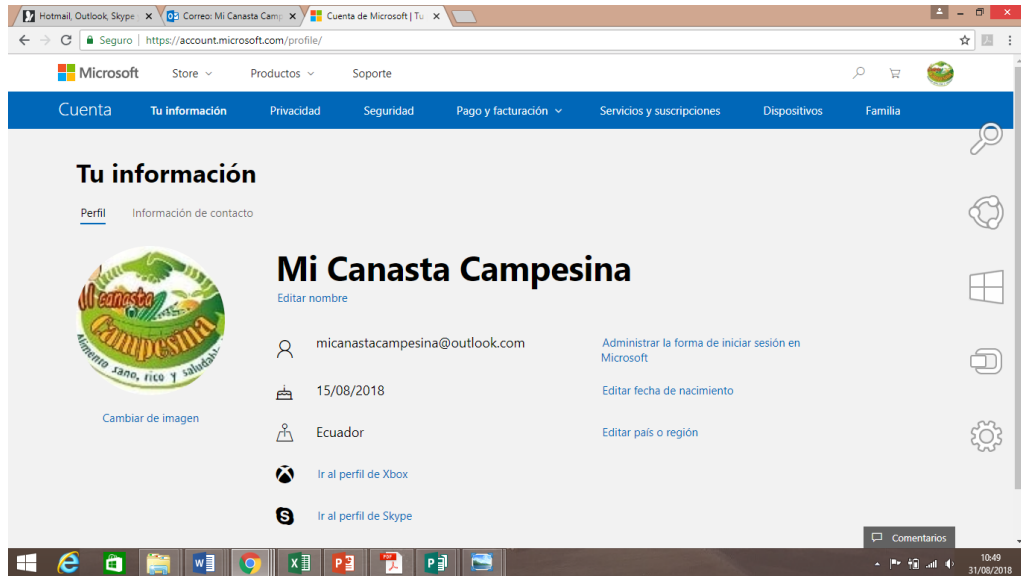 Hotmail, Outlook, Skype
Correo: Mi Canasta Camp
Cuenta de Microsoft | Tu
Seguro
https://account.microsoft.com/profile/
Microsoft
Store
Productos
Soporte
Cuenta
Tu información
Privacidad
Seguridad
Pago y facturación
Servicios y suscripciones
Dispositivos
Familia
Tu información
Perfil
Información de contacto
Mi canasta
Campesina
Alimento sano, rico y saludabl.
Cambiar de imagen
Mi Canasta Campesina
Editar nombre
micanastacampesina@outlook.com
Administrar la forma de iniciar sesión en
Microsoft
15/08/2018
Editar fecha de nacimiento
Ecuador
Editar país o región
Ir al perfil de Xbox
Ir al perfil de Skype
Comentarios
10:49
31/08/2018